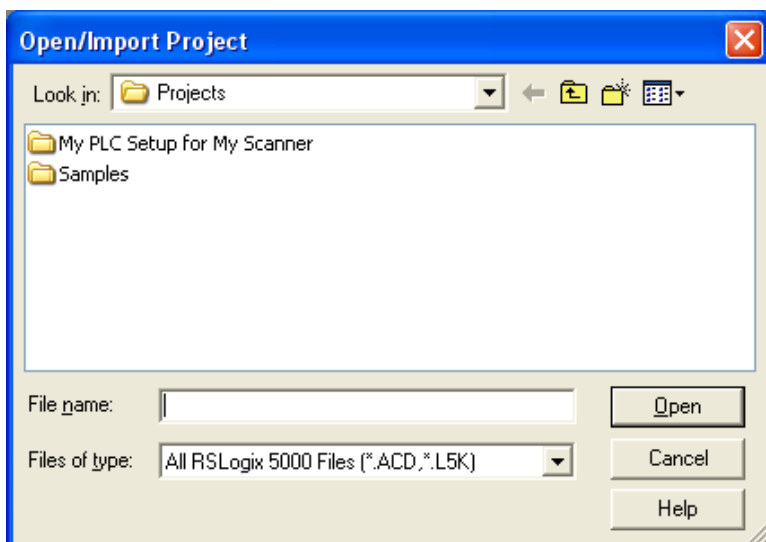 Open/Import Project
Look in: Projects
My PLC Setup for My Scanner
Samples
File name: Open
Files of type: All RSLogix 5000 Files (*.ACD,*.L5K) Cancel
Help